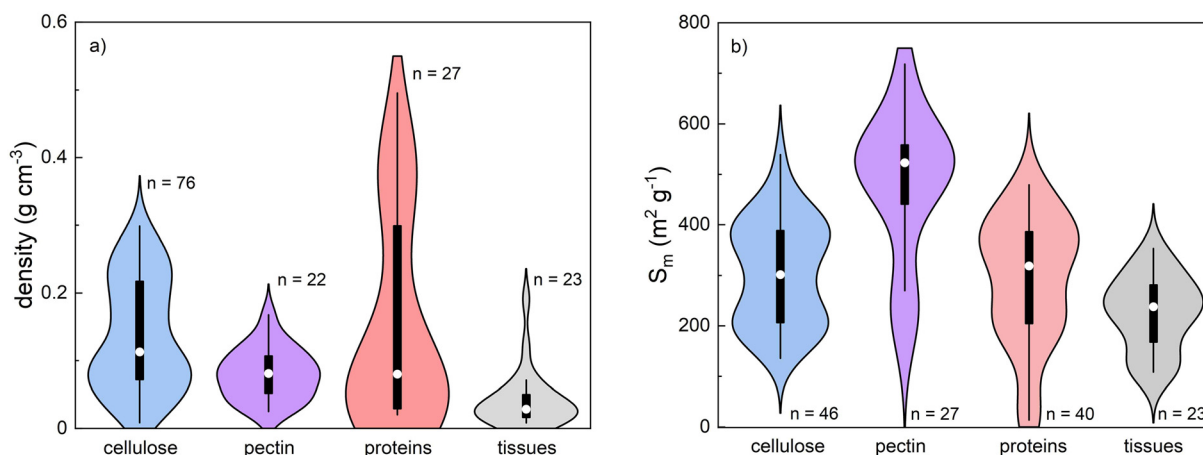 a)
density (g cm⁻³)
0.6
0.4
0.2
0
n = 76
n = 22
n = 27
n = 23
cellulose
pectin
proteins
tissues
b)
Sₘ (m² g⁻¹)
800
600
400
200
0
n = 46
n = 27
n = 40
n = 23
cellulose
pectin
proteins
tissues